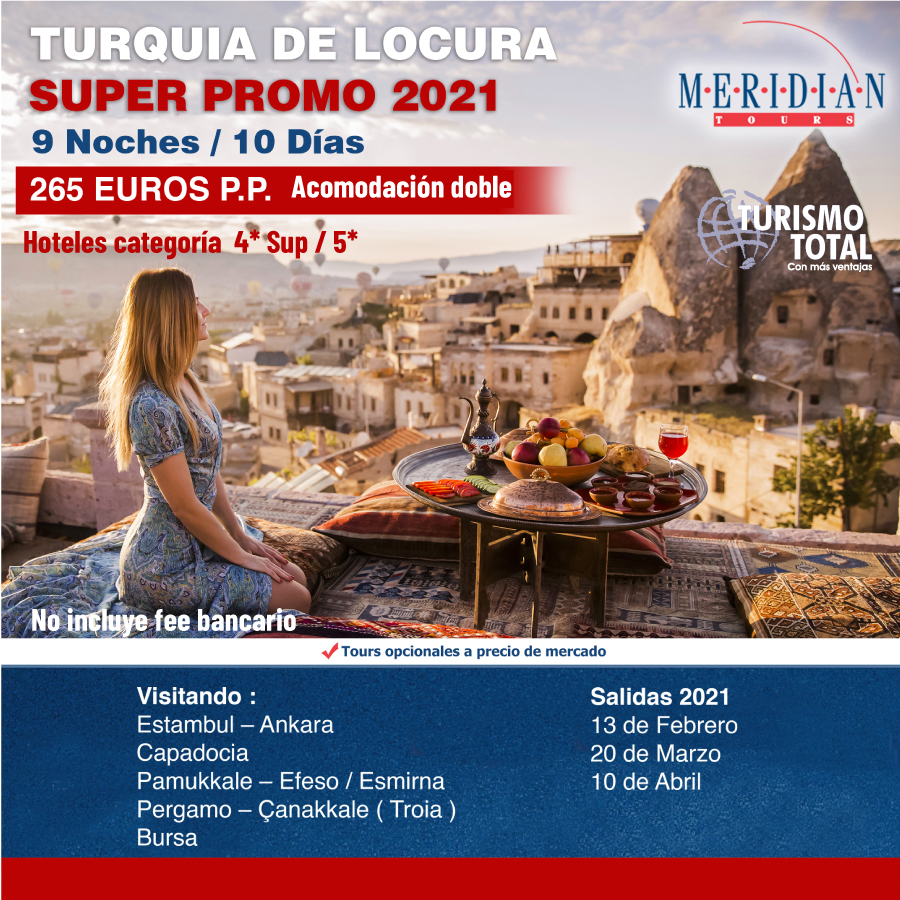 TURQUIA DE LOCURA
SUPER PROMO 2021
9 Noches / 10 Días
265 EUROS P.P. Acomodación doble
Hoteles categoría 4* Sup / 5*
M·E·R·I·D·I·A·N
TOURS
TURISMO
TOTAL
Con más ventajas
No incluye fee bancario
Tours opcionales a precio de mercado
Visitando :
Estambul – Ankara
Capadocia
Pamukkale – Efeso / Esmirna
Pergamo – Çanakkale ( Troia )
Bursa
Salidas 2021
13 de Febrero
20 de Marzo
10 de Abril